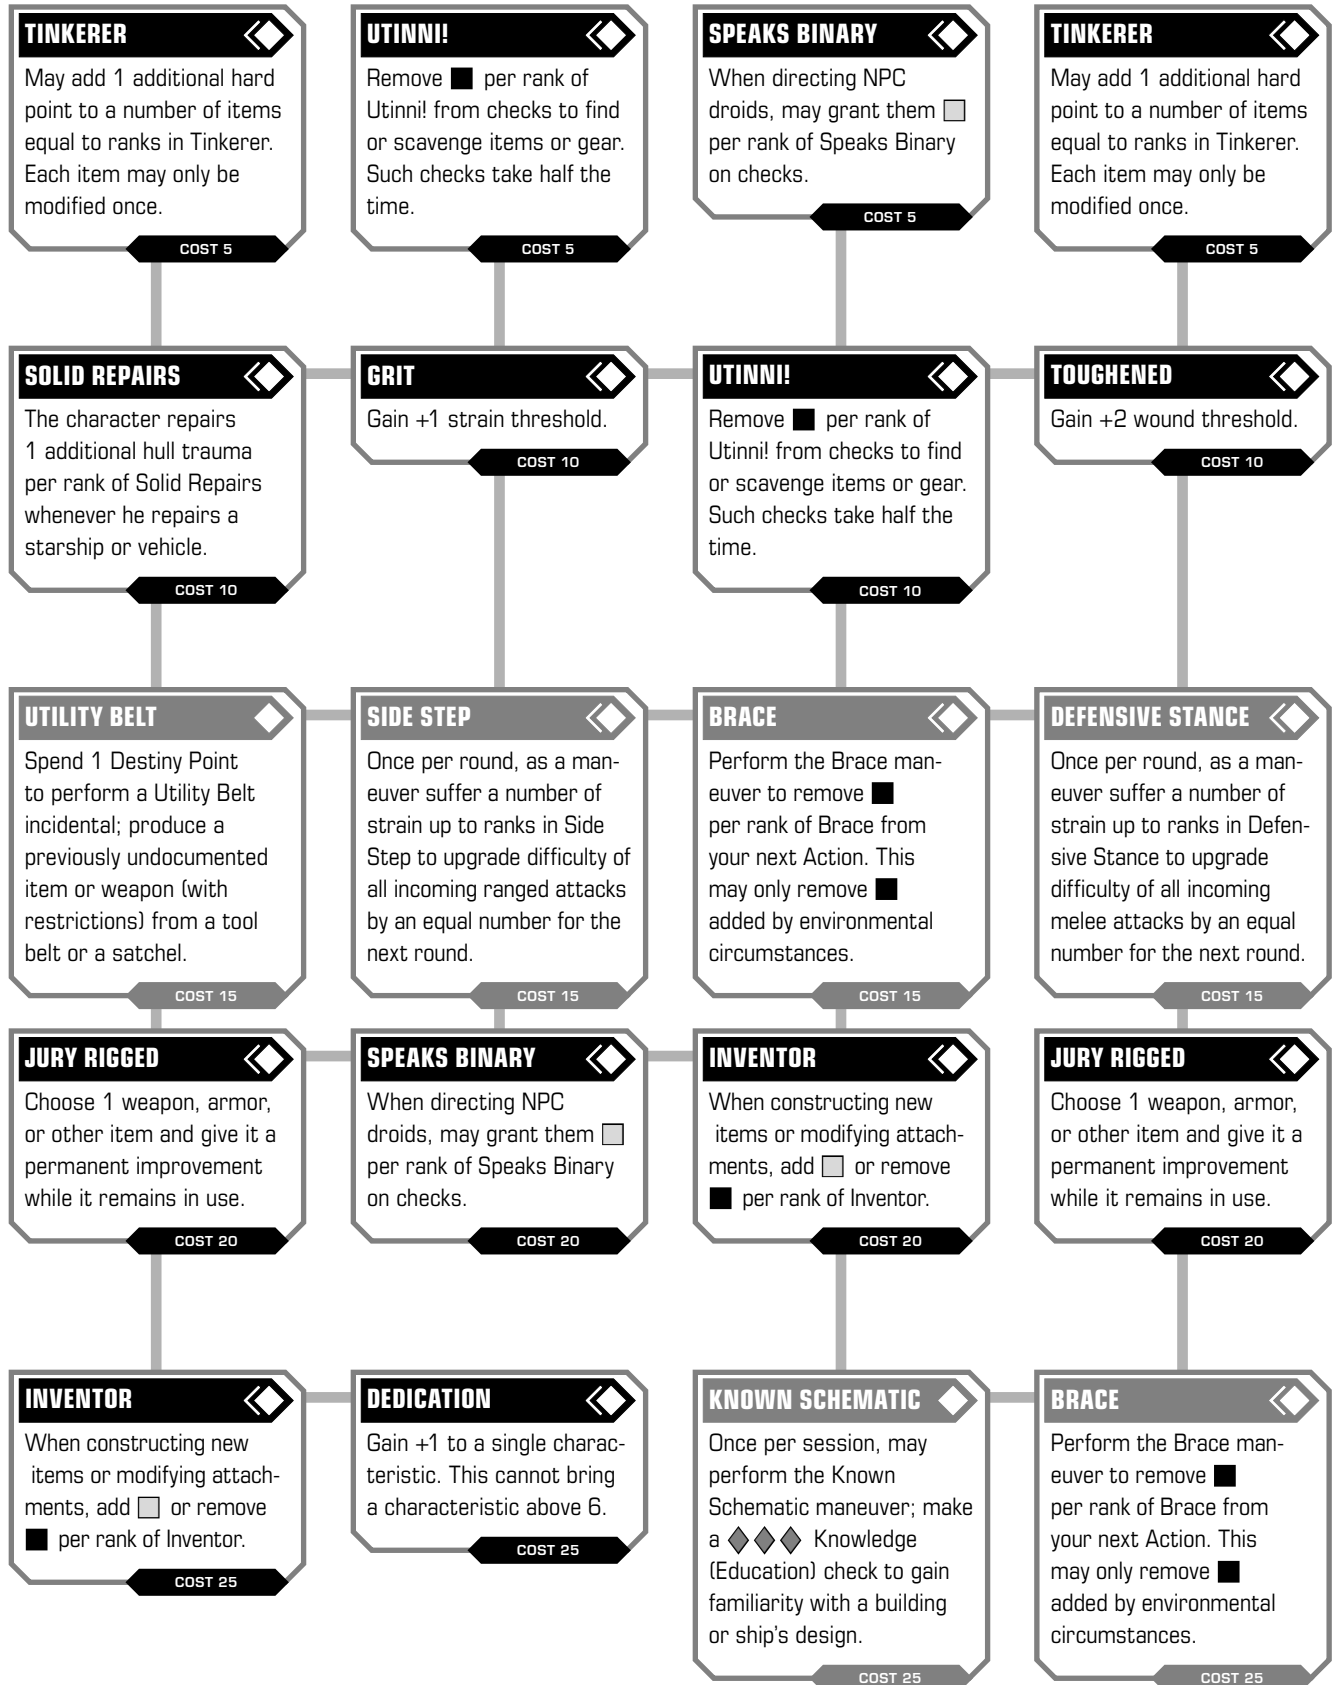 TINKERER
May add 1 additional hard
point to a number of items
equal to ranks in Tinkerer.
Each item may only be
modified once.
COST 5
UTINNI!
Remove per rank of
Utinni! from checks to find
or scavenge items or gear.
Such checks take half the
time.
COST 5
SPEAKS BINARY
When directing NPC
droids, may grant them
per rank of Speaks Binary
on checks.
COST 5
TINKERER
May add 1 additional hard
point to a number of items
equal to ranks in Tinkerer.
Each item may only be
modified once.
COST 5
SOLID REPAIRS
The character repairs
1 additional hull trauma
per rank of Solid Repairs
whenever he repairs a
starship or vehicle.
COST 10
GRIT
Gain +1 strain threshold.
COST 10
UTINNI!
Remove per rank of
Utinni! from checks to find
or scavenge items or gear.
Such checks take half the
time.
COST 10
TOUGHENED
Gain +2 wound threshold.
COST 10
UTILITY BELT
Spend 1 Destiny Point
to perform a Utility Belt
incidental; produce a
previously undocumented
item or weapon (with
restrictions) from a tool
belt or a satchel.
COST 15
SIDE STEP
Once per round, as a man-
euver suffer a number of
strain up to ranks in Side
Step to upgrade difficulty of
all incoming ranged attacks
by an equal number for the
next round.
COST 15
BRACE
Perform the Brace man-
euver to remove
per rank of Brace from
your next Action. This
may only remove
added by environmental
circumstances.
COST 15
DEFENSIVE STANCE
Once per round, as a man-
euver suffer a number of
strain up to ranks in Defen-
sive Stance to upgrade
difficulty of all incoming
melee attacks by an equal
number for the next round.
COST 15
JURY RIGGED
Choose 1 weapon, armor,
or other item and give it a
permanent improvement
while it remains in use.
COST 20
SPEAKS BINARY
When directing NPC
droids, may grant them
per rank of Speaks Binary
on checks.
COST 20
INVENTOR
When constructing new
items or modifying attach-
ments, add or remove
per rank of Inventor.
COST 20
JURY RIGGED
Choose 1 weapon, armor,
or other item and give it a
permanent improvement
while it remains in use.
COST 20
INVENTOR
When constructing new
items or modifying attach-
ments, add or remove
per rank of Inventor.
COST 25
DEDICATION
Gain +1 to a single charac-
teristic. This cannot bring
a characteristic above 6.
COST 25
KNOWN SCHEMATIC
Once per session, may
perform the Known
Schematic maneuver; make
a Knowledge
(Education) check to gain
familiarity with a building
or ship's design.
COST 25
BRACE
Perform the Brace man-
euver to remove
per rank of Brace from
your next Action. This
may only remove
added by environmental
circumstances.
COST 25